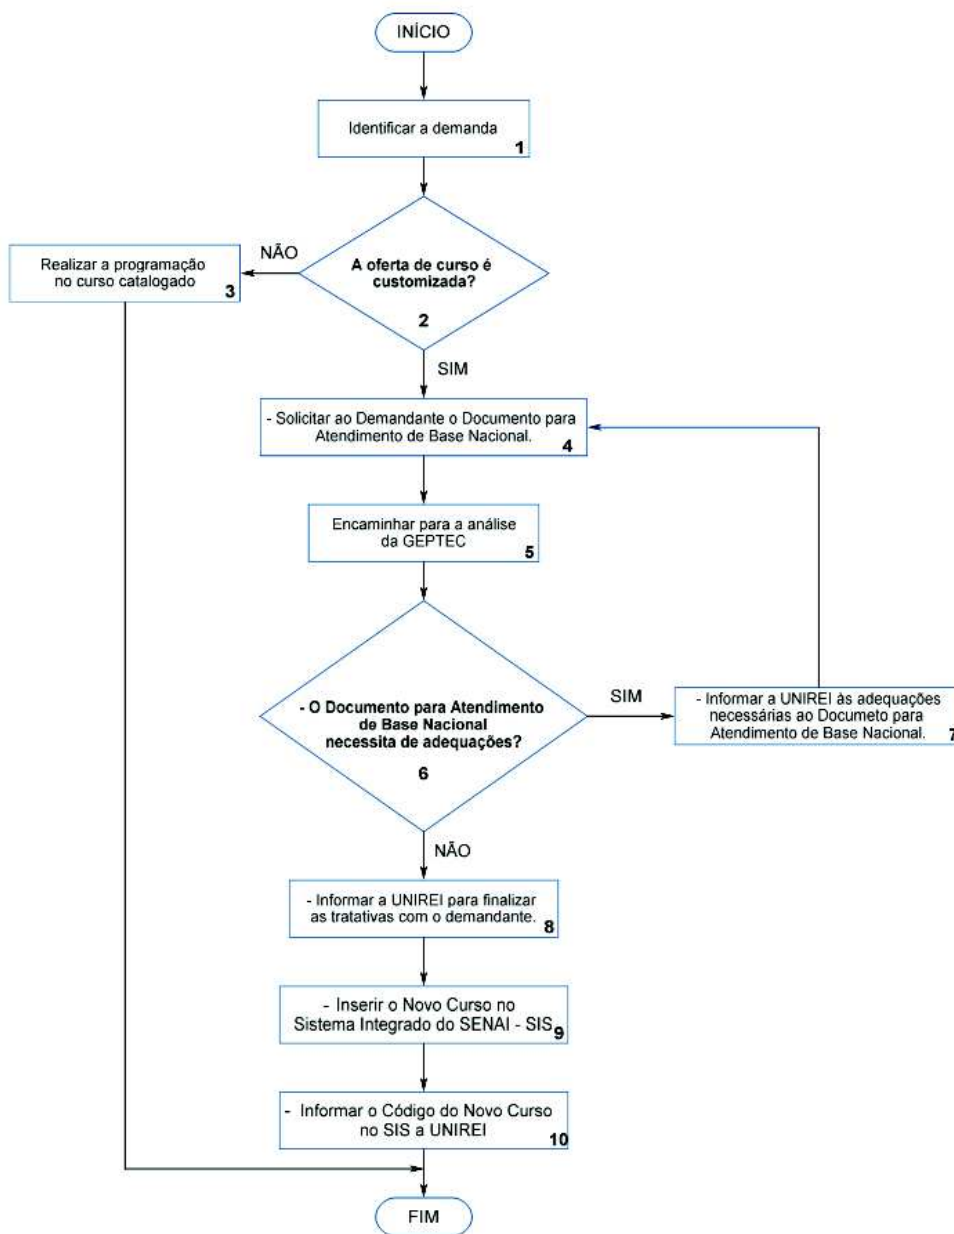 INÍCIO
Identificar a demanda
1
NÃO
Realizar a programação
no curso catalogado
3
A oferta de curso é
customizada?
2
SIM
- Solicitar ao Demandante o Documento para
Atendimento de Base Nacional.
4
Encaminhar para a análise
da GEPTEC
5
- O Documento para Atendimento
de Base Nacional
necessita de adequações?
6
SIM
- Informar a UNIREI às adequações
necessárias ao Documeto para
Atendimento de Base Nacional.
7
NÃO
- Informar a UNIREI para finalizar
as tratativas com o demandante.
8
- Inserir o Novo Curso no
Sistema Integrado do SENAI - SIS
9
- Informar o Código do Novo Curso
no SIS a UNIREI
10
FIM